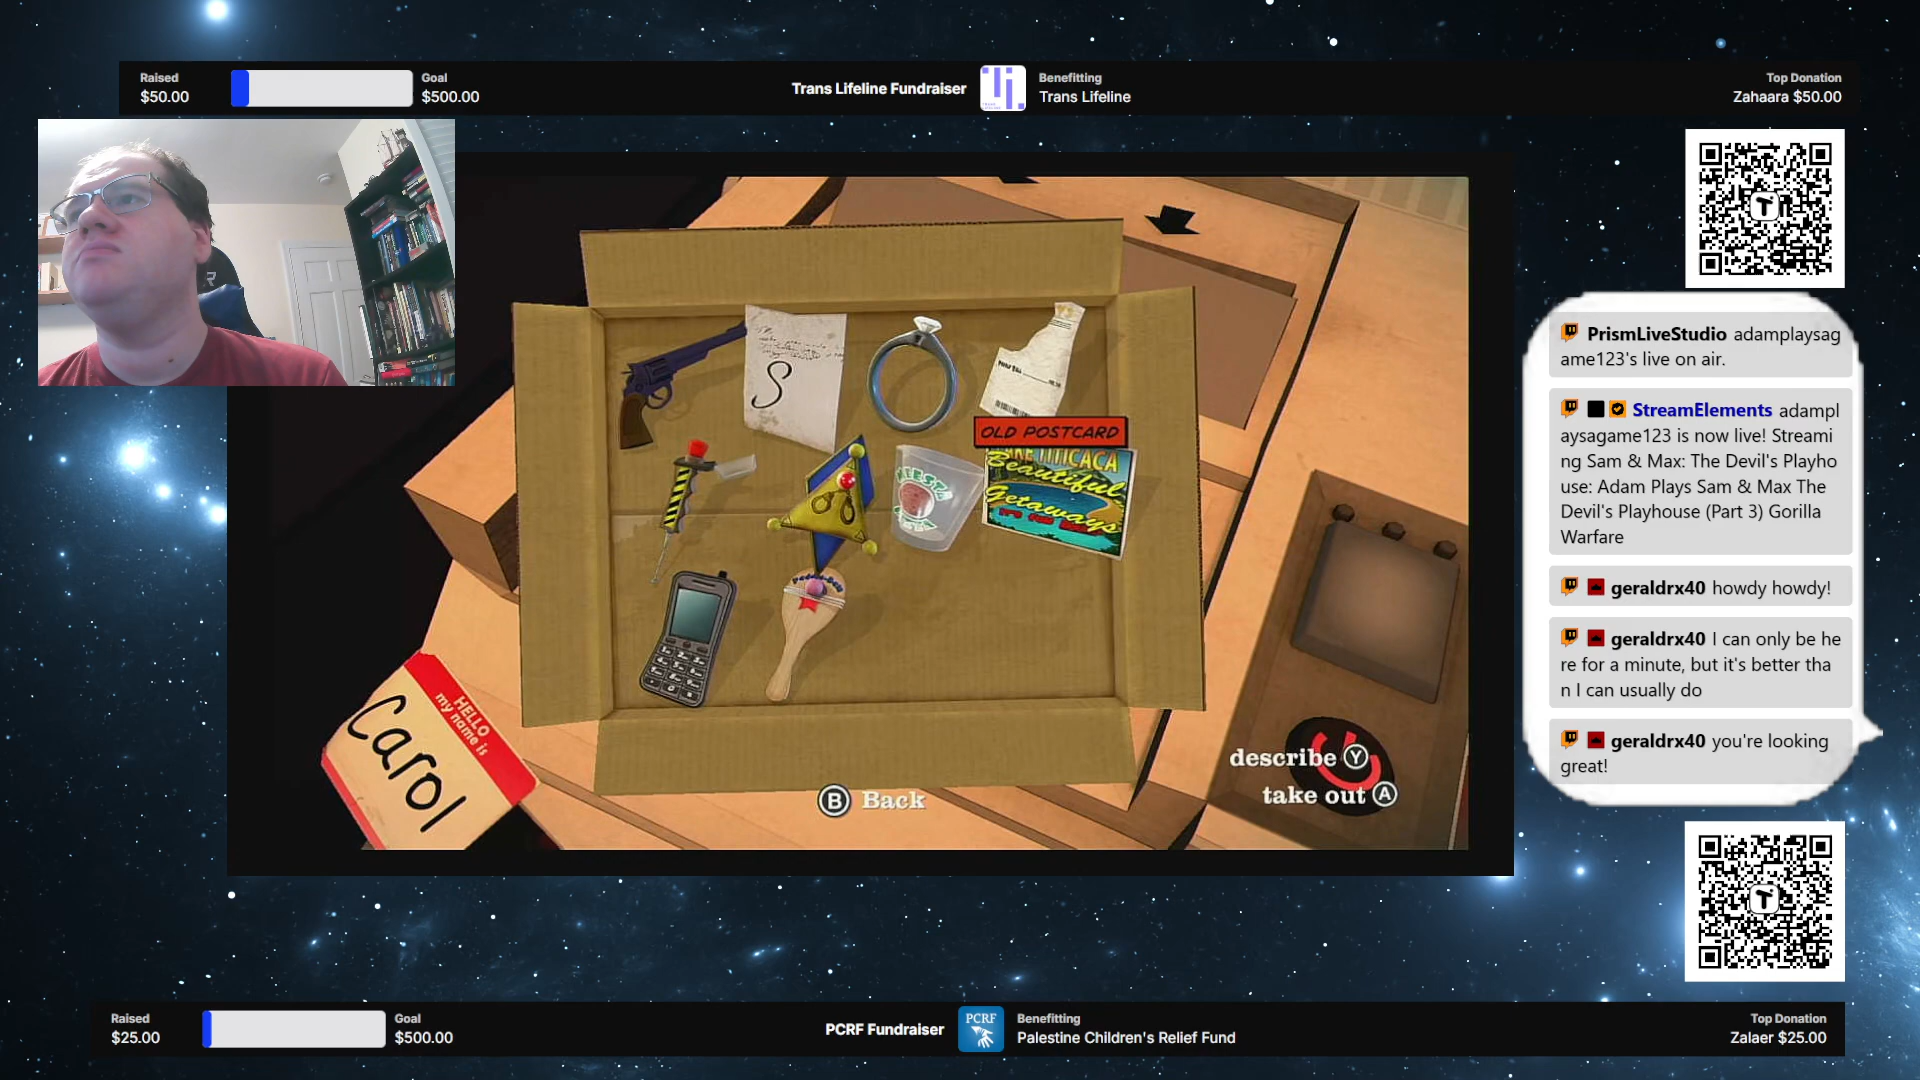 Raised
$50.00
Goal
$500.00
Trans Lifeline Fundraiser
Benefitting
Trans Lifeline
Top Donation
Zahaara $50.00
S
OLD POSTCARD
TITICACA
Beautiful
Getaways
HELLO
my name is
Carol
describe Y
take out A
B Back
PrismLiveStudio adamplaysag
ame123's live on air.
StreamElements adampl
aysagame123 is now live! Streami
ng Sam & Max: The Devil's Playho
use: Adam Plays Sam & Max The
Devil's Playhouse (Part 3) Gorilla
Warfare
geraldrx40 howdy howdy!
geraldrx40 I can only be he
re for a minute, but it's better tha
n I can usually do
geraldrx40 you're looking
great!
Raised
$25.00
Goal
$500.00
PCRF Fundraiser
PCRF
Benefitting
Palestine Children's Relief Fund
Top Donation
Zalaer $25.00